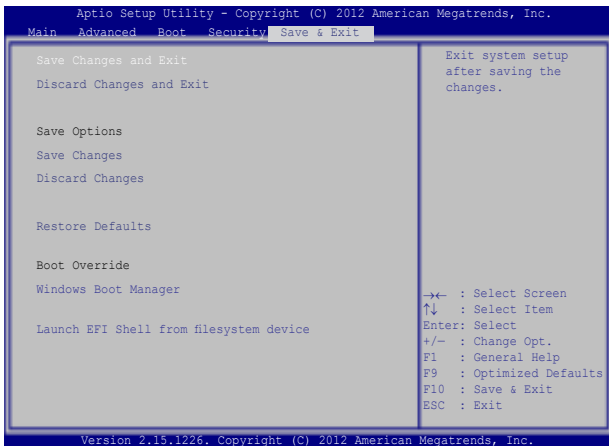 Aptio Setup Utility - Copyright (C) 2012 American Megatrends, Inc.
Main Advanced Boot Security Save & Exit
Save Changes and Exit
Discard Changes and Exit
Save Options
Save Changes
Discard Changes
Restore Defaults
Boot Override
Windows Boot Manager
Launch EFI Shell from filesystem device
Exit system setup
after saving the
changes.
→← : Select Screen
↑↓ : Select Item
Enter: Select
+/— : Change Opt.
F1 : General Help
F9 : Optimized Defaults
F10 : Save & Exit
ESC : Exit
Version 2.15.1226. Copyright (C) 2012 American Megatrends, Inc.